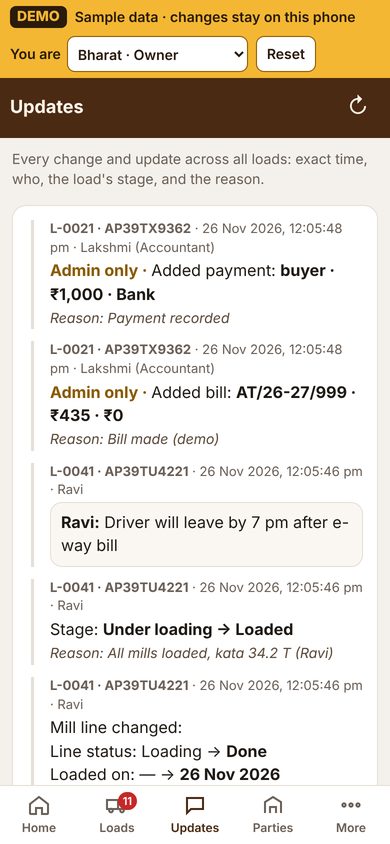 DEMO Sample data · changes stay on this phone
You are Bharat · Owner Reset
Updates
Every change and update across all loads: exact time,
who, the load's stage, and the reason.
L-0021 · AP39TX9362 · 26 Nov 2026, 12:05:48
pm · Lakshmi (Accountant)
Admin only · Added payment: buyer ·
₹1,000 · Bank
Reason: Payment recorded
L-0021 · AP39TX9362 · 26 Nov 2026, 12:05:48
pm · Lakshmi (Accountant)
Admin only · Added bill: AT/26-27/999 ·
₹435 · ₹0
Reason: Bill made (demo)
L-0041 · AP39TU4221 · 26 Nov 2026, 12:05:46 pm
· Ravi
Ravi: Driver will leave by 7 pm after e-
way bill
L-0041 · AP39TU4221 · 26 Nov 2026, 12:05:46 pm
· Ravi
Stage: Under loading → Loaded
Reason: All mills loaded, kata 34.2 T (Ravi)
L-0041 · AP39TU4221 · 26 Nov 2026, 12:05:46 pm
· Ravi
Mill line changed:
Line status: Loading → Done
Loaded on: — → 26 Nov 2026
11
Home Loads Updates Parties More